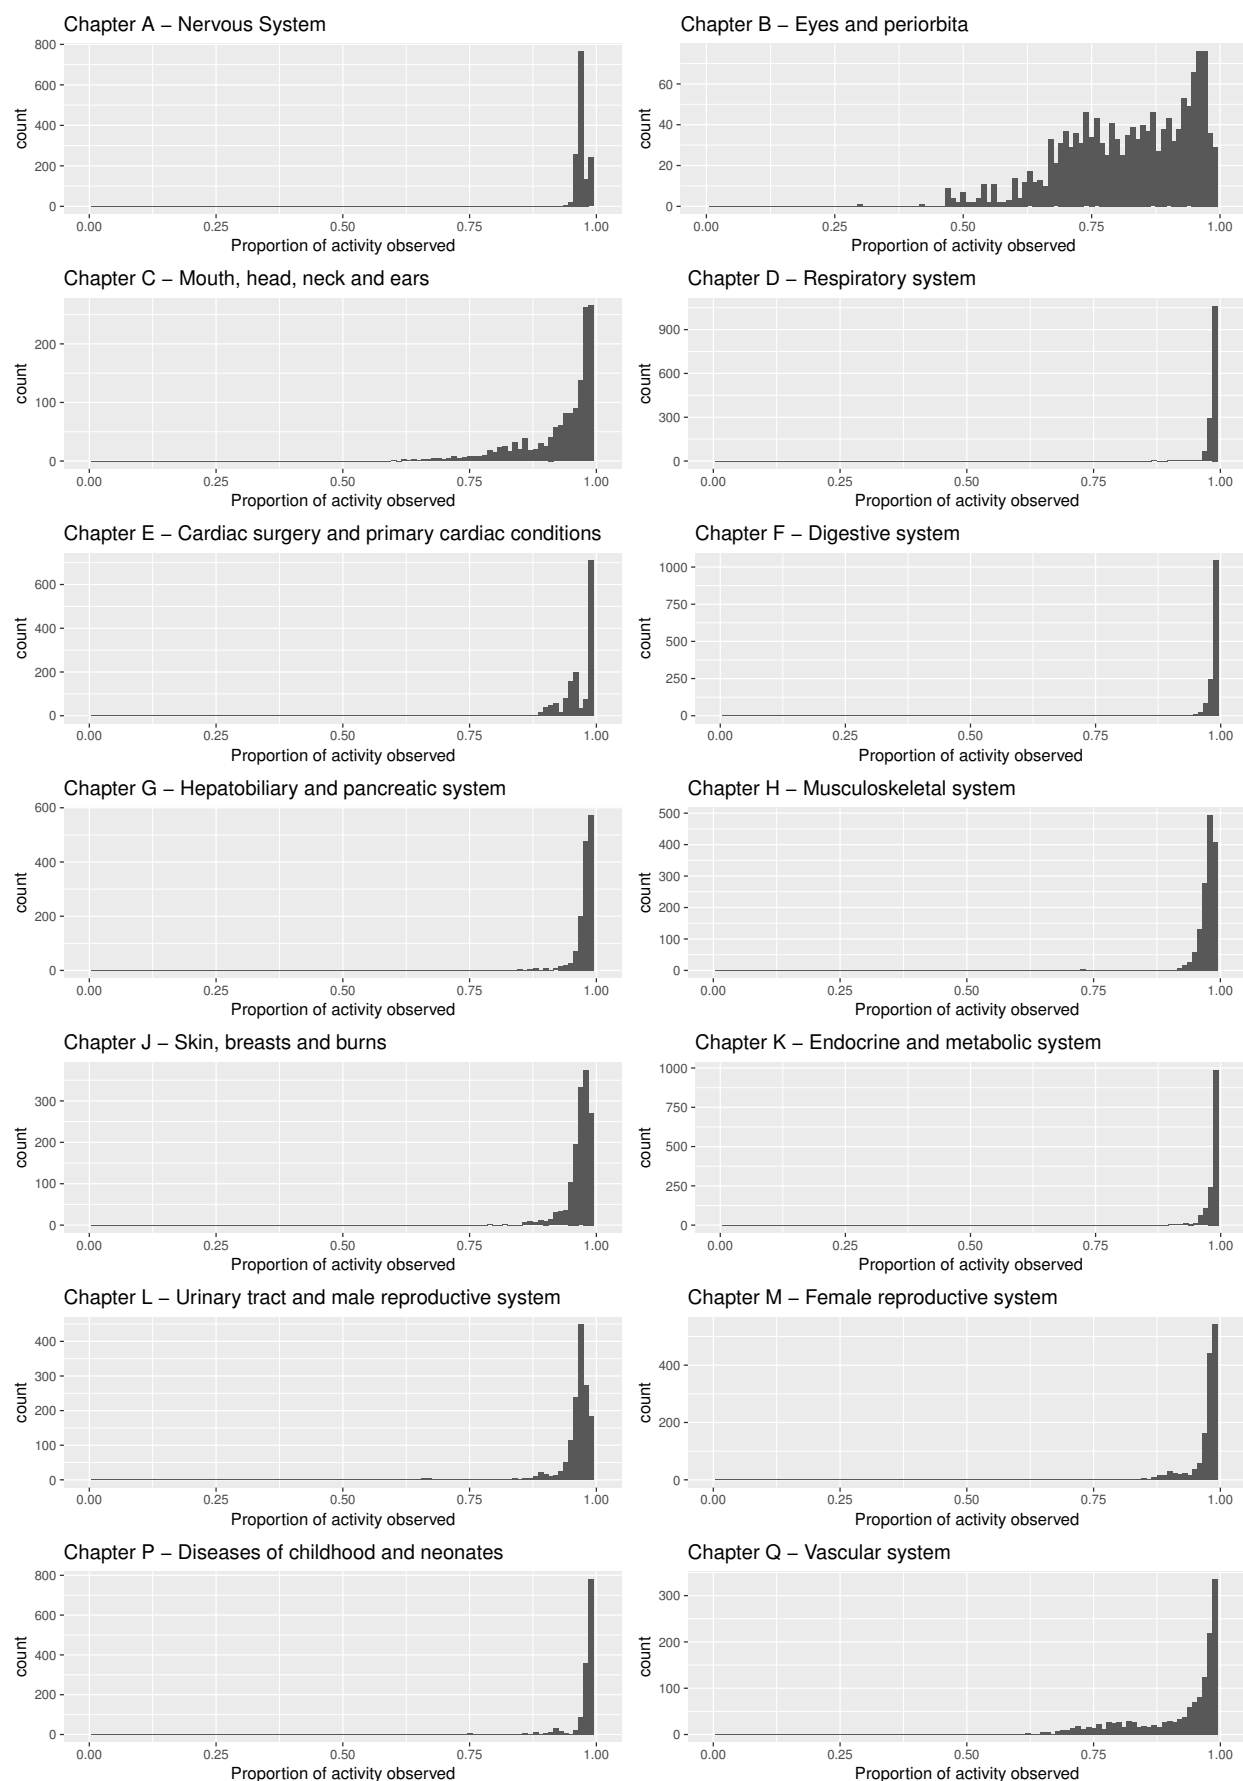 Chapter A – Nervous System
800
600
400
200
0
count
0.00 0.25 0.50 0.75 1.00
Proportion of activity observed
Chapter B – Eyes and periorbita
60
40
20
0
count
0.00 0.25 0.50 0.75 1.00
Proportion of activity observed
Chapter C – Mouth, head, neck and ears
200
100
0
count
0.00 0.25 0.50 0.75 1.00
Proportion of activity observed
Chapter D – Respiratory system
900
600
300
0
count
0.00 0.25 0.50 0.75 1.00
Proportion of activity observed
Chapter E – Cardiac surgery and primary cardiac conditions
600
400
200
0
count
0.00 0.25 0.50 0.75 1.00
Proportion of activity observed
Chapter F – Digestive system
1000
750
500
250
0
count
0.00 0.25 0.50 0.75 1.00
Proportion of activity observed
Chapter G – Hepatobiliary and pancreatic system
600
400
200
0
count
0.00 0.25 0.50 0.75 1.00
Proportion of activity observed
Chapter H – Musculoskeletal system
500
400
300
200
100
0
count
0.00 0.25 0.50 0.75 1.00
Proportion of activity observed
Chapter J – Skin, breasts and burns
300
200
100
0
count
0.00 0.25 0.50 0.75 1.00
Proportion of activity observed
Chapter K – Endocrine and metabolic system
1000
750
500
250
0
count
0.00 0.25 0.50 0.75 1.00
Proportion of activity observed
Chapter L – Urinary tract and male reproductive system
400
300
200
100
0
count
0.00 0.25 0.50 0.75 1.00
Proportion of activity observed
Chapter M – Female reproductive system
400
200
0
count
0.00 0.25 0.50 0.75 1.00
Proportion of activity observed
Chapter P – Diseases of childhood and neonates
800
600
400
200
0
count
0.00 0.25 0.50 0.75 1.00
Proportion of activity observed
Chapter Q – Vascular system
300
200
100
0
count
0.00 0.25 0.50 0.75 1.00
Proportion of activity observed